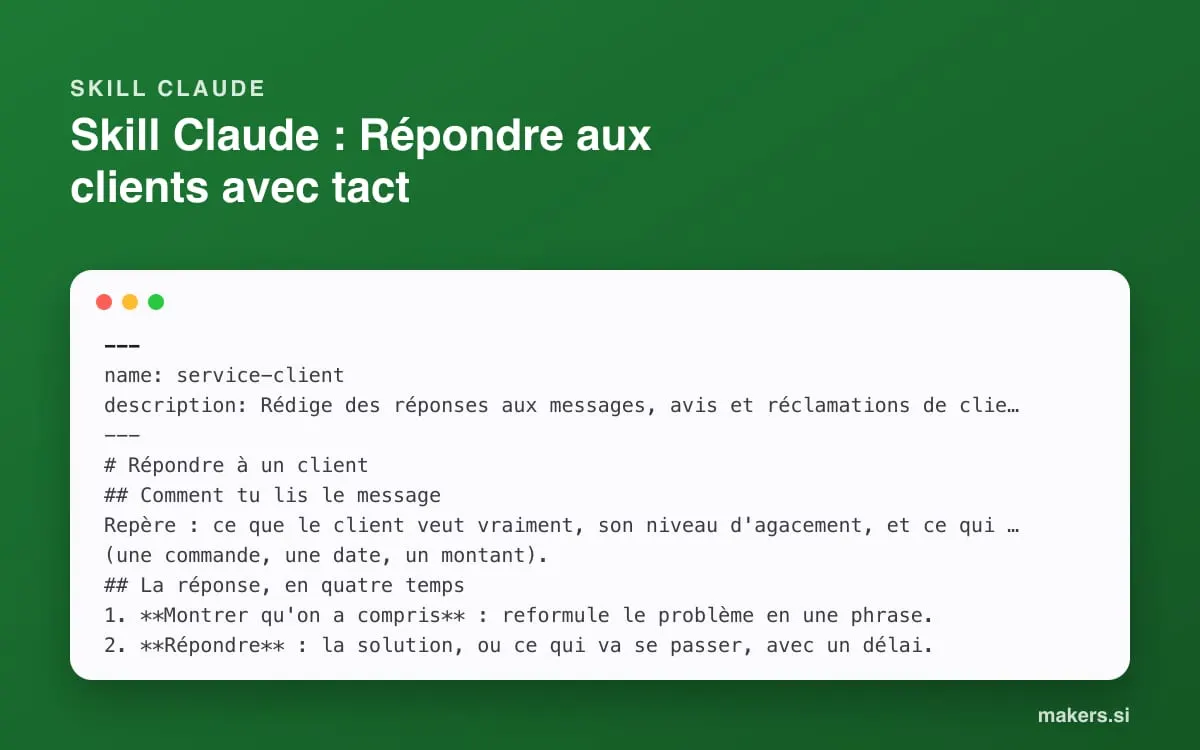 SKILL CLAUDE
Skill Claude : Répondre aux
clients avec tact
---
name: service-client
description: Rédige des réponses aux messages, avis et réclamations de clie…
---
# Répondre à un client
## Comment tu lis le message
Repère : ce que le client veut vraiment, son niveau d'agacement, et ce qui …
(une commande, une date, un montant).
## La réponse, en quatre temps
1. **Montrer qu'on a compris** : reformule le problème en une phrase.
2. **Répondre** : la solution, ou ce qui va se passer, avec un délai.
makers.si